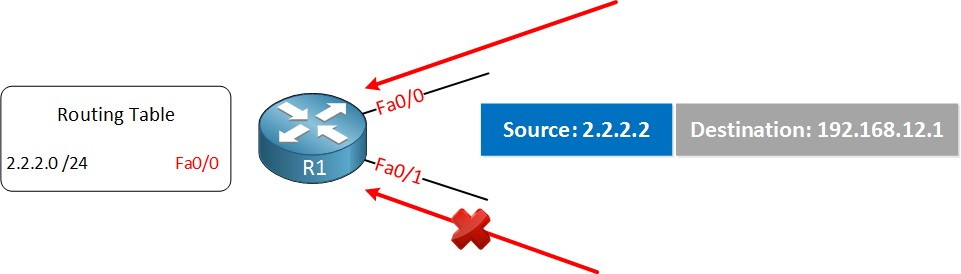 Routing Table
2.2.2.0 /24 Fa0/0
R1
Fa0/0
Fa0/1
Source: 2.2.2.2
Destination: 192.168.12.1